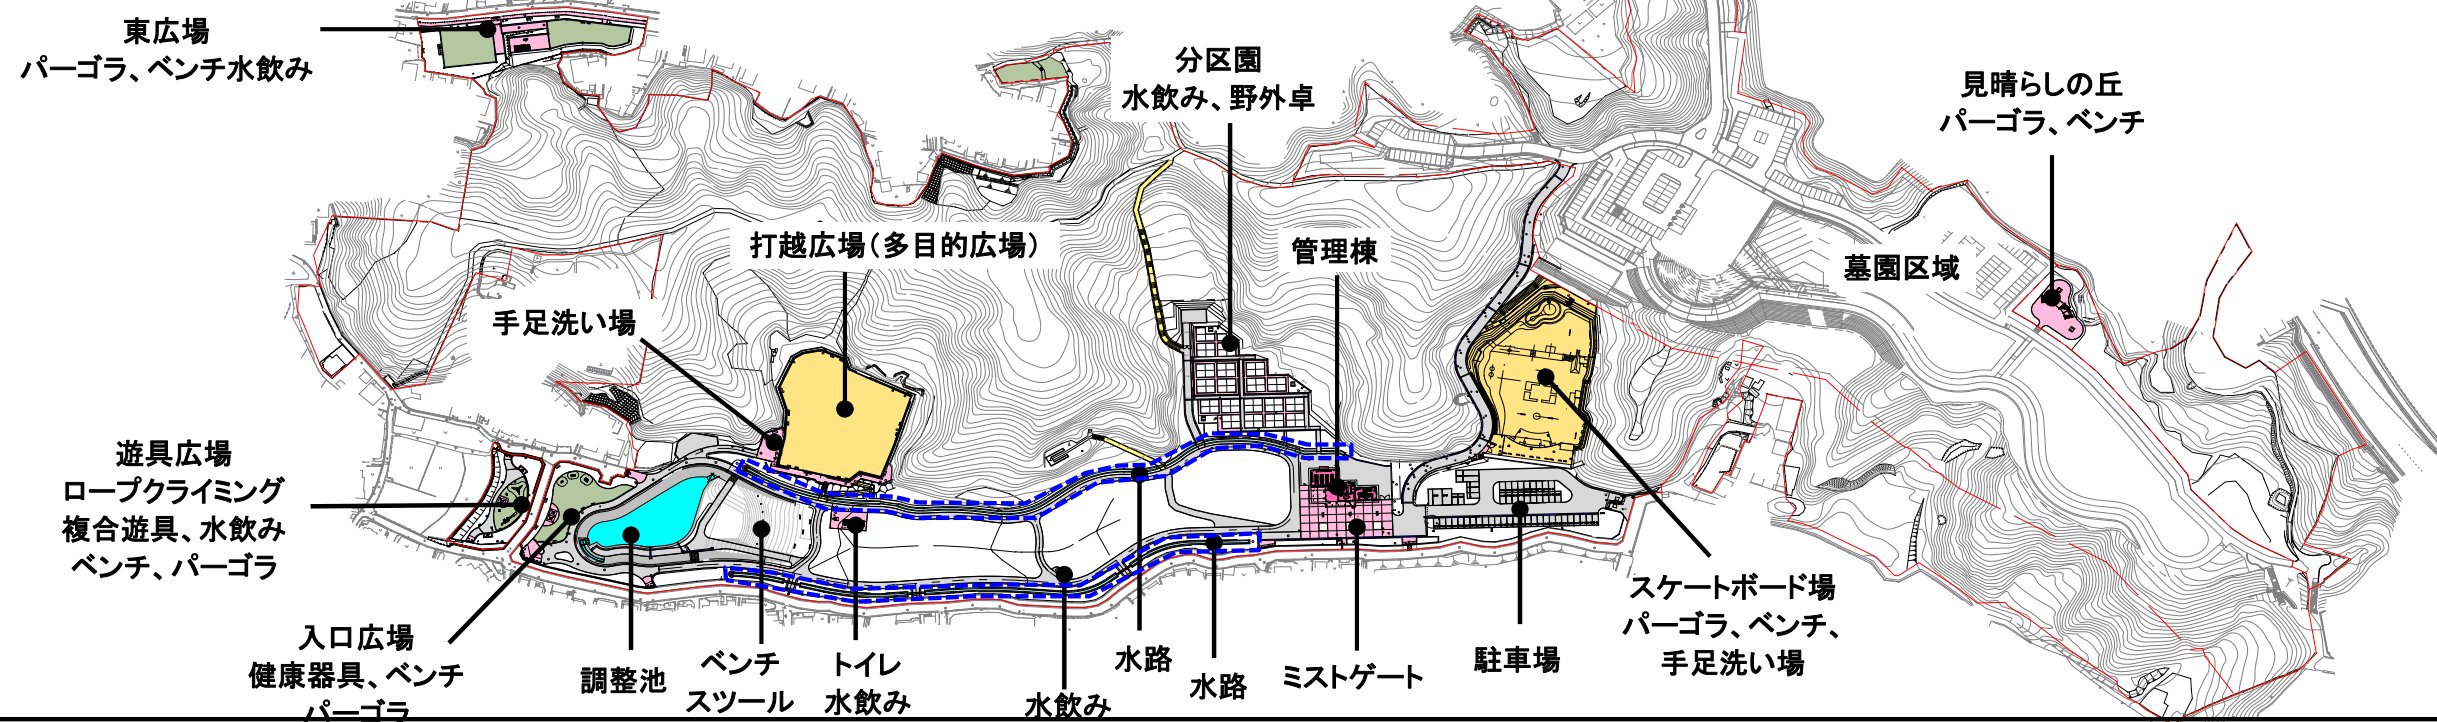 東広場
パーゴラ、ベンチ水飲み
分区園
水飲み、野外卓
見晴らしの丘
パーゴラ、ベンチ
打越広場(多目的広場)
管理棟
墓園区域
手足洗い場
遊具広場
ロープクライミング
複合遊具、水飲み
ベンチ、パーゴラ
入口広場
健康器具、ベンチ
パーゴラ
調整池
ベンチ
スツール
トイレ
水飲み
水飲み
水路
水路
ミストゲート
駐車場
スケートボード場
パーゴラ、ベンチ、
手足洗い場